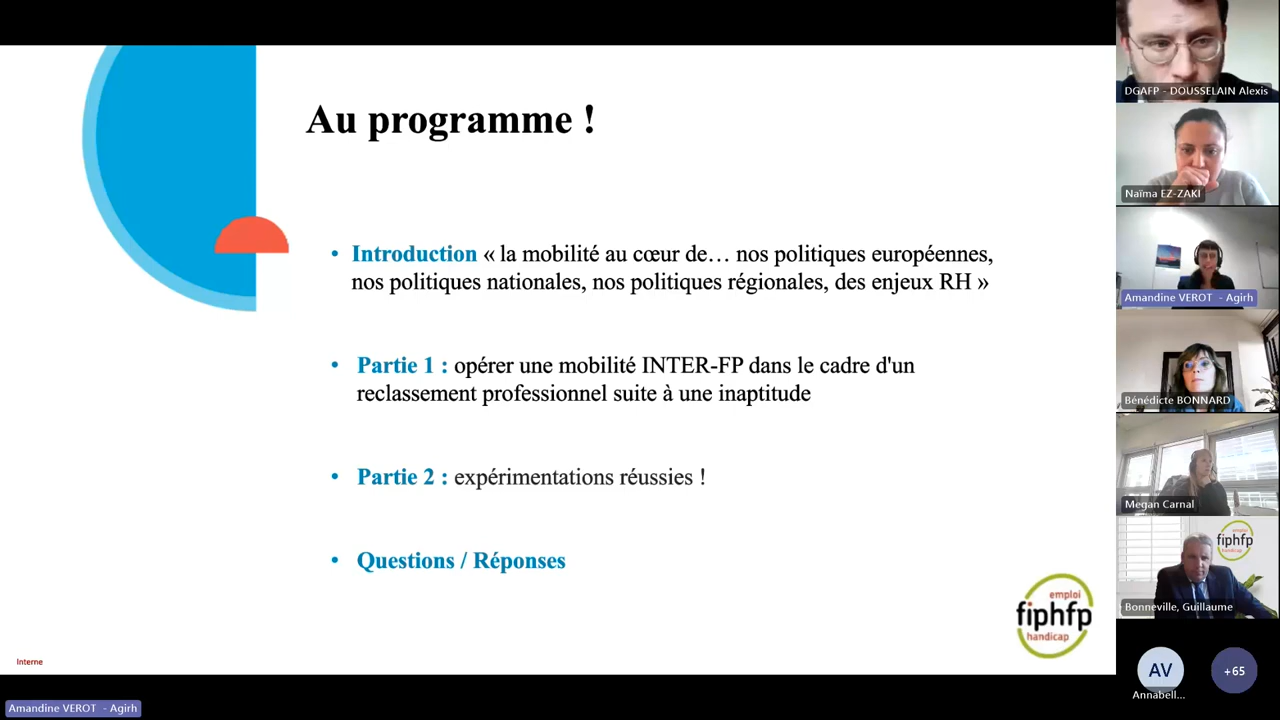 Au programme !
• Introduction « la mobilité au cœur de… nos politiques européennes,
nos politiques nationales, nos politiques régionales, des enjeux RH »
• Partie 1 : opérer une mobilité INTER-FP dans le cadre d'un
reclassement professionnel suite à une inaptitude
• Partie 2 : expérimentations réussies !
• Questions / Réponses
emploi
fiphfp
handicap
Interne
Amandine VEROT - Agirh
DGAFP - DOUSSELAIN Alexis
Naïma EZ-ZAKI
Amandine VEROT - Agirh
Bénédicte BONNARD
Megan Carnal
emploi
fiphfp
handicap
Bonneville, Guillaume
AV
Annabell...
+65